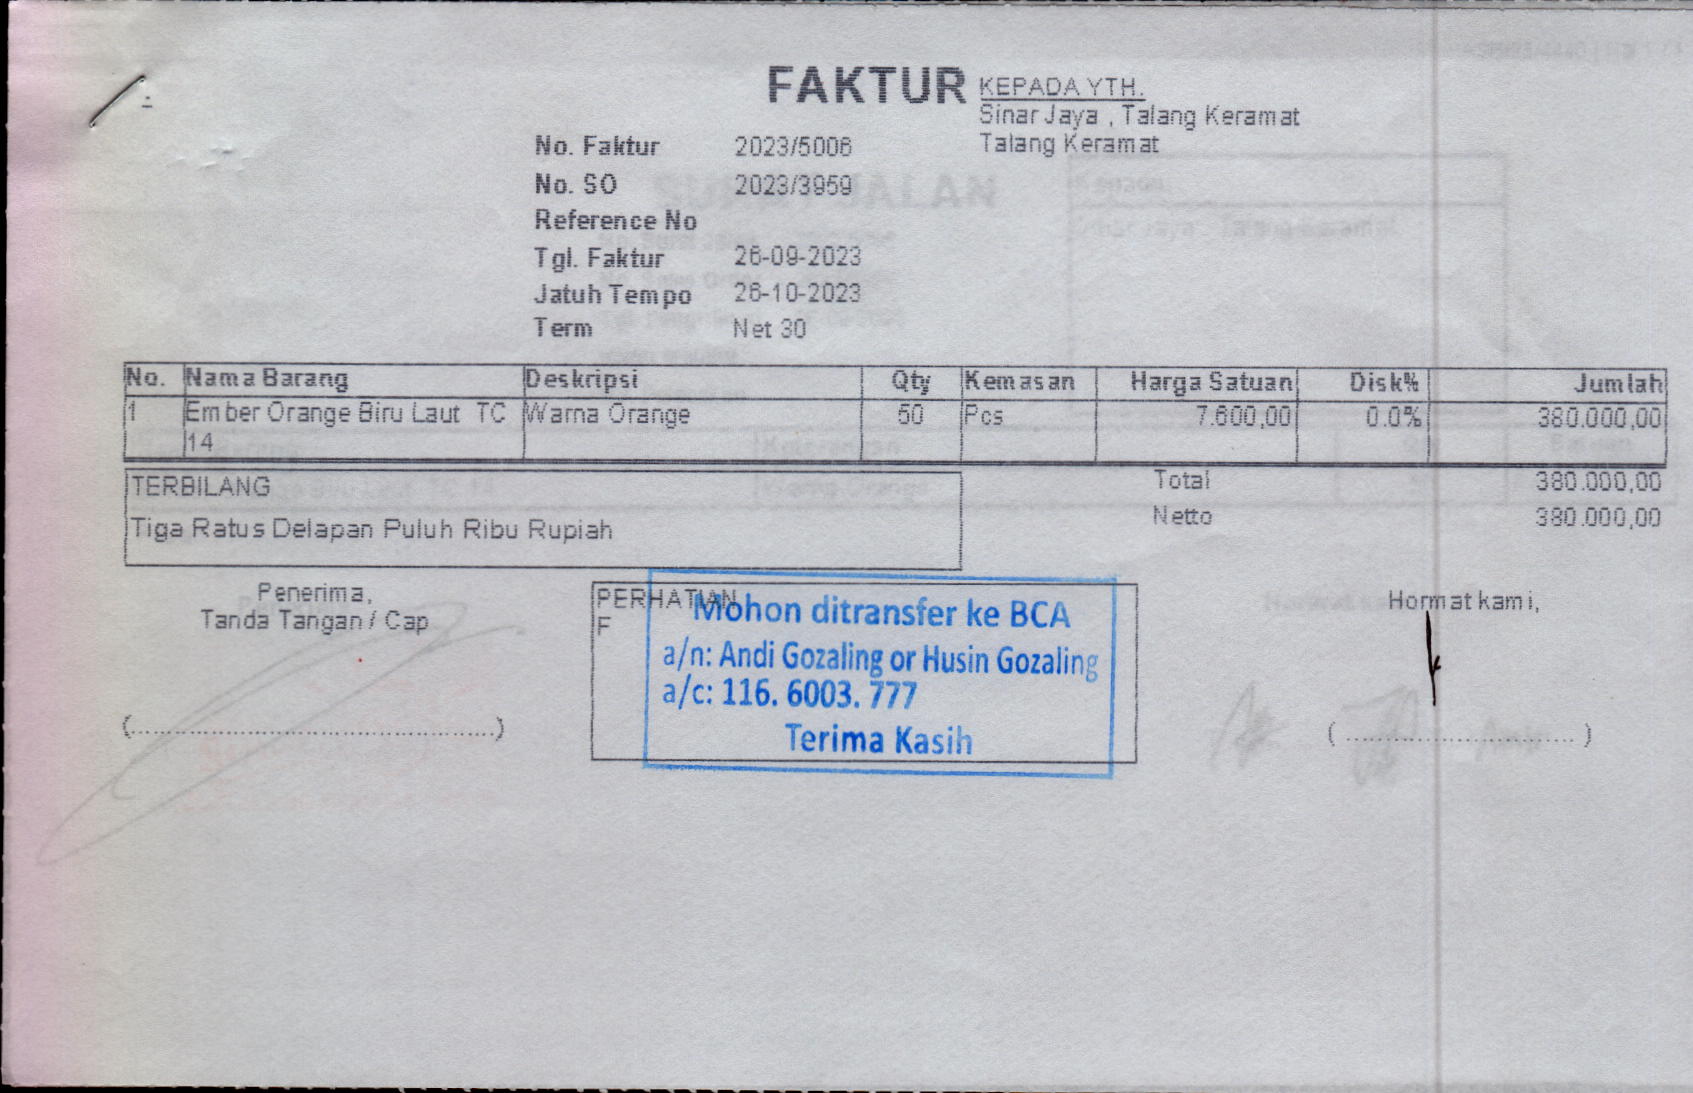 FAKTUR
KEPADA YTH.
Sinar Jaya , Talang Keramat
Talang Keramat
No. Faktur 2023/5006
No. SO 2023/3959
Reference No
Tgl. Faktur 26-09-2023
Jatuh Tempo 26-10-2023
Term Net 30
No. Nama Barang Deskripsi Qty Kemasan Harga Satuan Disk% Jumlah
1 Ember Orange Biru Laut TC Warna Orange 50 Pcs 7.600,00 0.0% 380.000,00
14
TERBILANG Total 380.000,00
Tiga Ratus Delapan Puluh Ribu Rupiah Netto 380.000,00
Penerima,
Tanda Tangan / Cap
(..........................................)
PERHATIAN
F
Mohon ditransfer ke BCA
a/n: Andi Gozaling or Husin Gozaling
a/c: 116. 6003. 777
Terima Kasih
Hormat kami,
( .......................... )